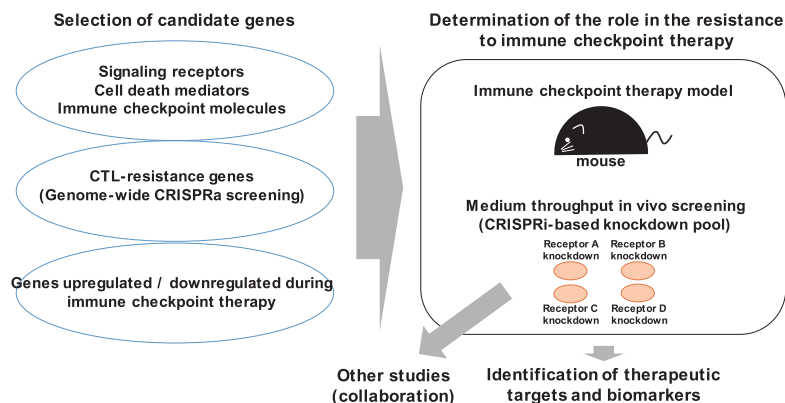 Selection of candidate genes
Signaling receptors
Cell death mediators
Immune checkpoint molecules
CTL-resistance genes
(Genome-wide CRISPRa screening)
Genes upregulated / downregulated during
immune checkpoint therapy
Determination of the role in the resistance
to immune checkpoint therapy
Immune checkpoint therapy model
mouse
Medium throughput in vivo screening
(CRISPRi-based knockdown pool)
Receptor A
knockdown
Receptor B
knockdown
Receptor C
knockdown
Receptor D
knockdown
Other studies
(collaboration)
Identification of therapeutic
targets and biomarkers